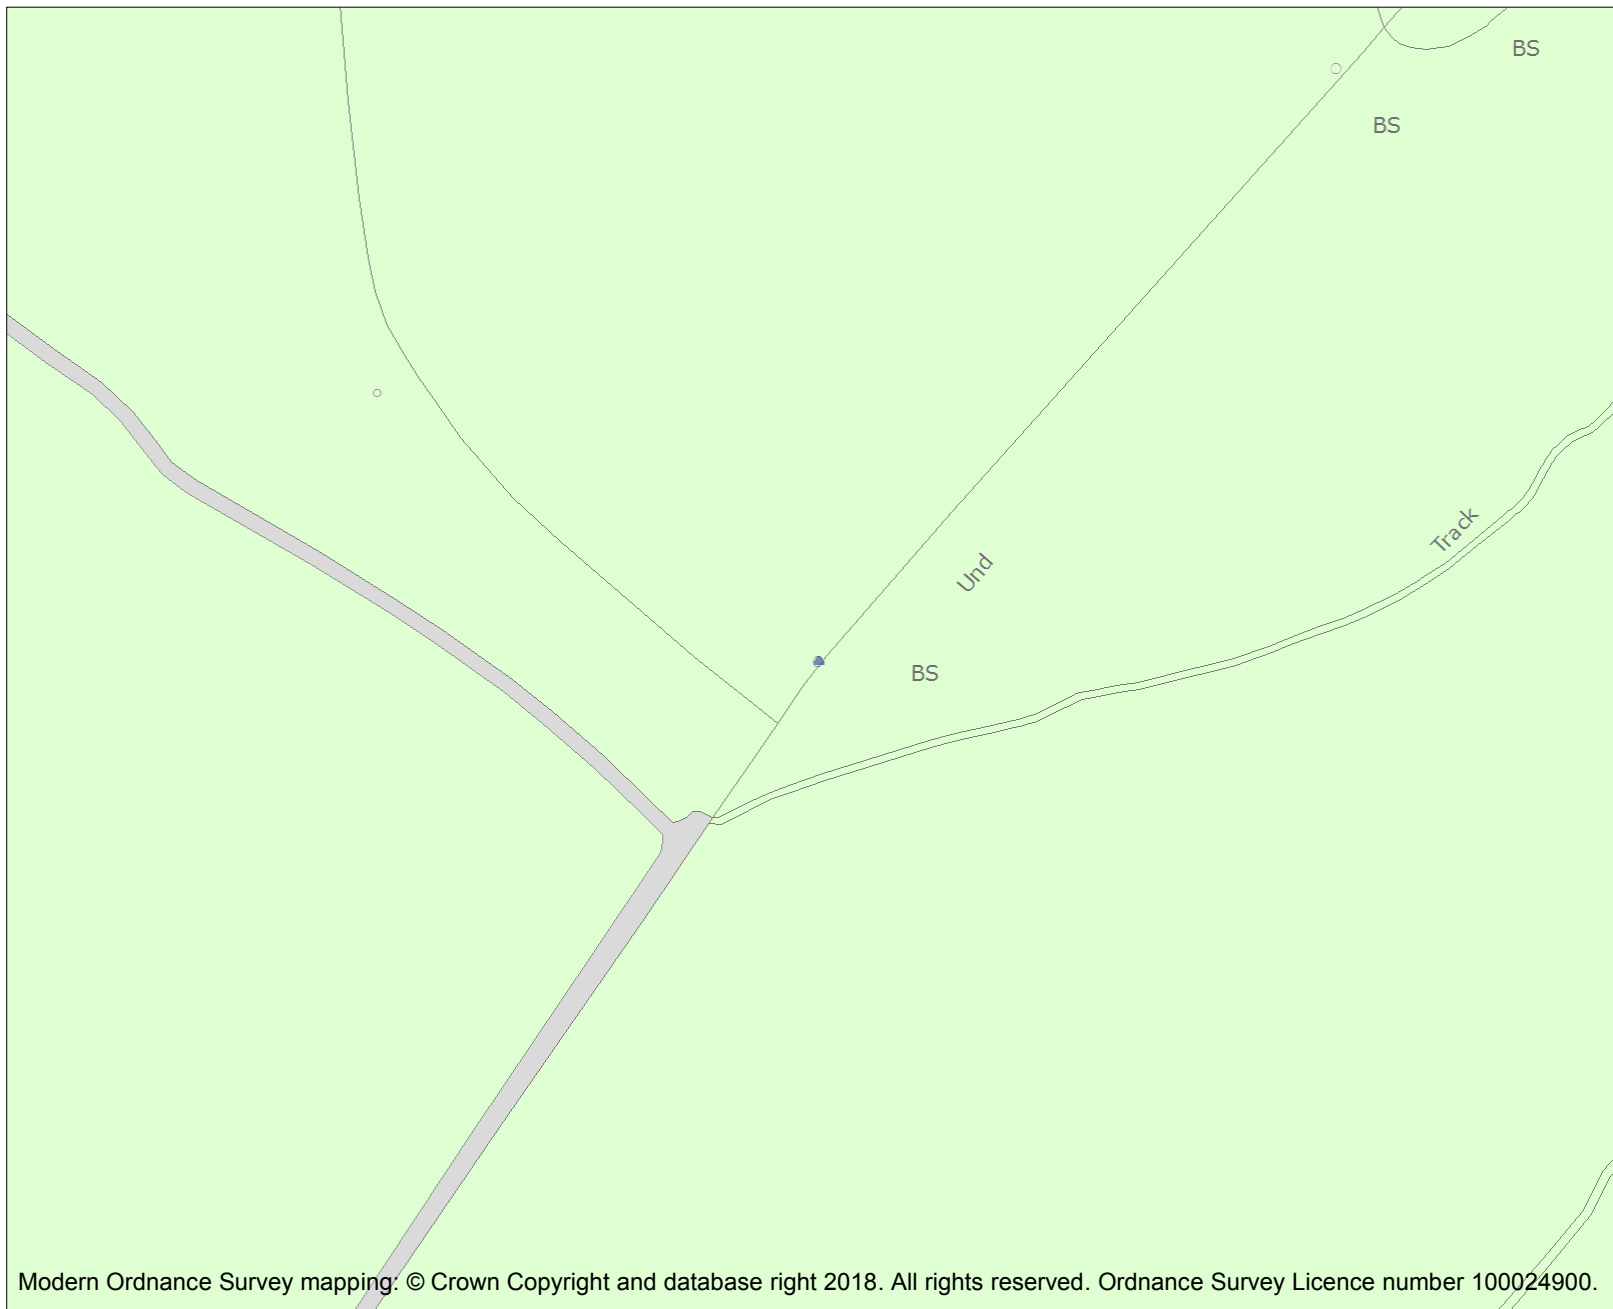 BS
BS
Track
Und
BS
Modern Ordnance Survey mapping: © Crown Copyright and database right 2018. All rights reserved. Ordnance Survey Licence number 100024900.